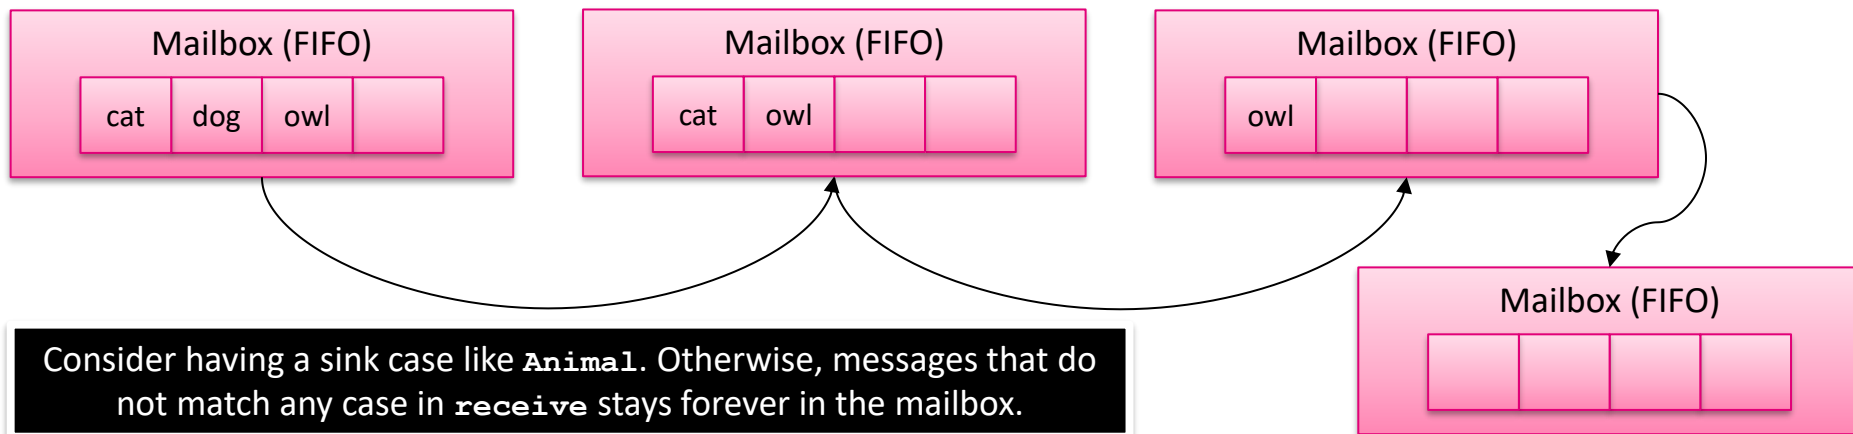 Mailbox (FIFO)
cat dog owl
Mailbox (FIFO)
cat owl
Mailbox (FIFO)
owl
Mailbox (FIFO)
Consider having a sink case like Animal. Otherwise, messages that do
not match any case in receive stays forever in the mailbox.